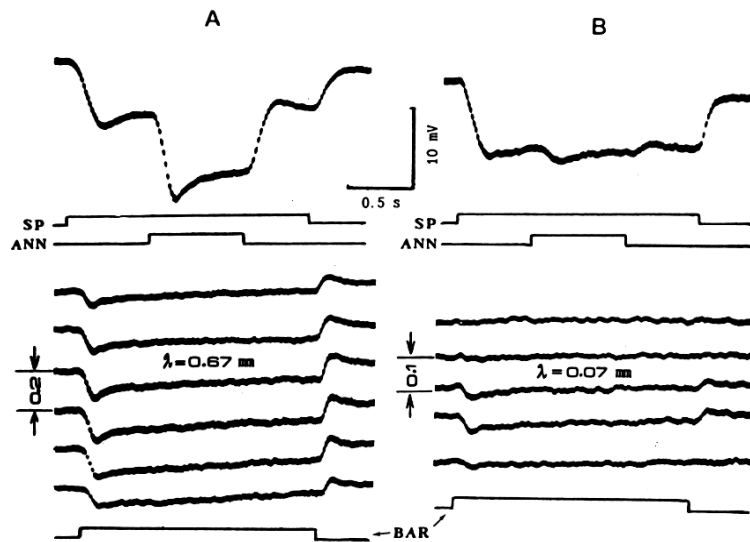 A
B
10 mV
0.5 s
SP
ANN
SP
ANN
λ=0.67 mm
0.2
λ=0.07 mm
0.1
BAR